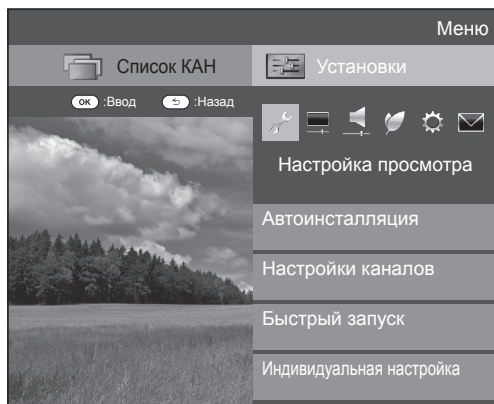 Меню
Список КАН
Установки
OK :Ввод :Назад
Настройка просмотра
Автоинсталляция
Настройки каналов
Быстрый запуск
Индивидуальная настройка